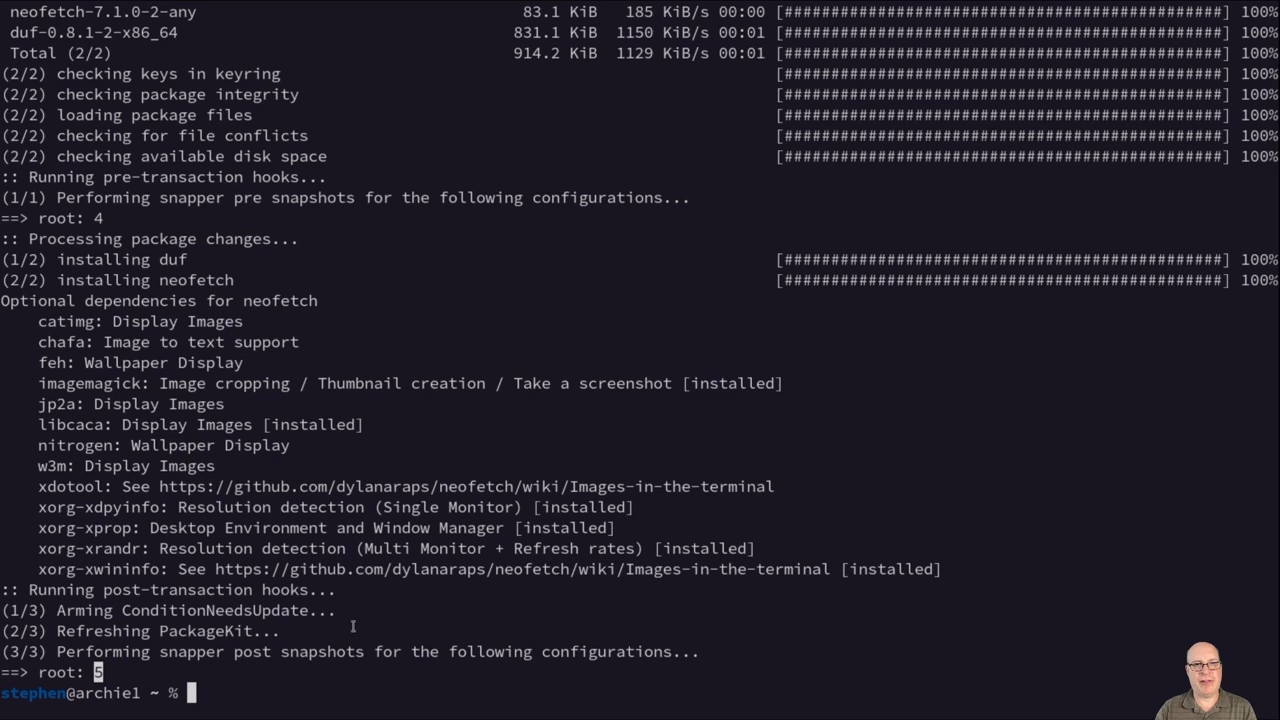 neofetch-7.1.0-2-any 83.1 KiB 185 KiB/s 00:00 [###############################################] 100%
duf-0.8.1-2-x86_64 831.1 KiB 1150 KiB/s 00:01 [###############################################] 100%
Total (2/2) 914.2 KiB 1129 KiB/s 00:01 [###############################################] 100%
(2/2) checking keys in keyring [###############################################] 100%
(2/2) checking package integrity [###############################################] 100%
(2/2) loading package files [###############################################] 100%
(2/2) checking for file conflicts [###############################################] 100%
(2/2) checking available disk space [###############################################] 100%
:: Running pre-transaction hooks...
(1/1) Performing snapper pre snapshots for the following configurations...
==> root: 4
:: Processing package changes...
(1/2) installing duf [###############################################] 100%
(2/2) installing neofetch [###############################################] 100%
Optional dependencies for neofetch
catimg: Display Images
chafa: Image to text support
feh: Wallpaper Display
imagemagick: Image cropping / Thumbnail creation / Take a screenshot [installed]
jp2a: Display Images
libcaca: Display Images [installed]
nitrogen: Wallpaper Display
w3m: Display Images
xdotool: See https://github.com/dylanaraps/neofetch/wiki/Images-in-the-terminal
xorg-xdpyinfo: Resolution detection (Single Monitor) [installed]
xorg-xprop: Desktop Environment and Window Manager [installed]
xorg-xrandr: Resolution detection (Multi Monitor + Refresh rates) [installed]
xorg-xwininfo: See https://github.com/dylanaraps/neofetch/wiki/Images-in-the-terminal [installed]
:: Running post-transaction hooks...
(1/3) Arming ConditionNeedsUpdate...
(2/3) Refreshing PackageKit...
(3/3) Performing snapper post snapshots for the following configurations...
==> root: 5
stephen@archie1 ~ %